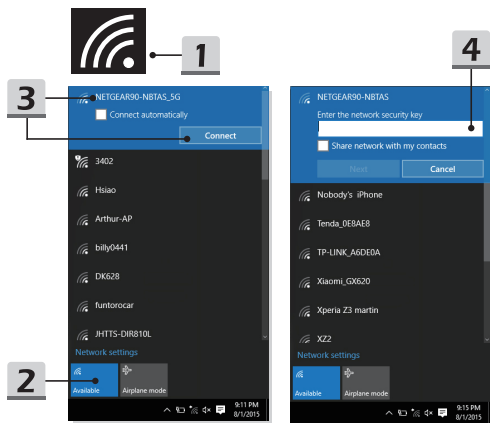 1
3
NETGEAR90-NBTAS_5G
Connect automatically
Connect
3402
Hsiao
Arthur-AP
billy0441
DK628
funtorocar
JHTTS-DIR810L
Network settings
2
Available
Airplane mode
9:11 PM
8/1/2015
4
NETGEAR90-NBTAS
Enter the network security key
Share network with my contacts
Next
Cancel
Nobody's iPhone
Tenda_0E8AE8
TP-LINK_A6DE0A
Xiaomi_GX620
Xperia Z3 martin
XZ2
Network settings
Available
Airplane mode
9:15 PM
8/1/2015